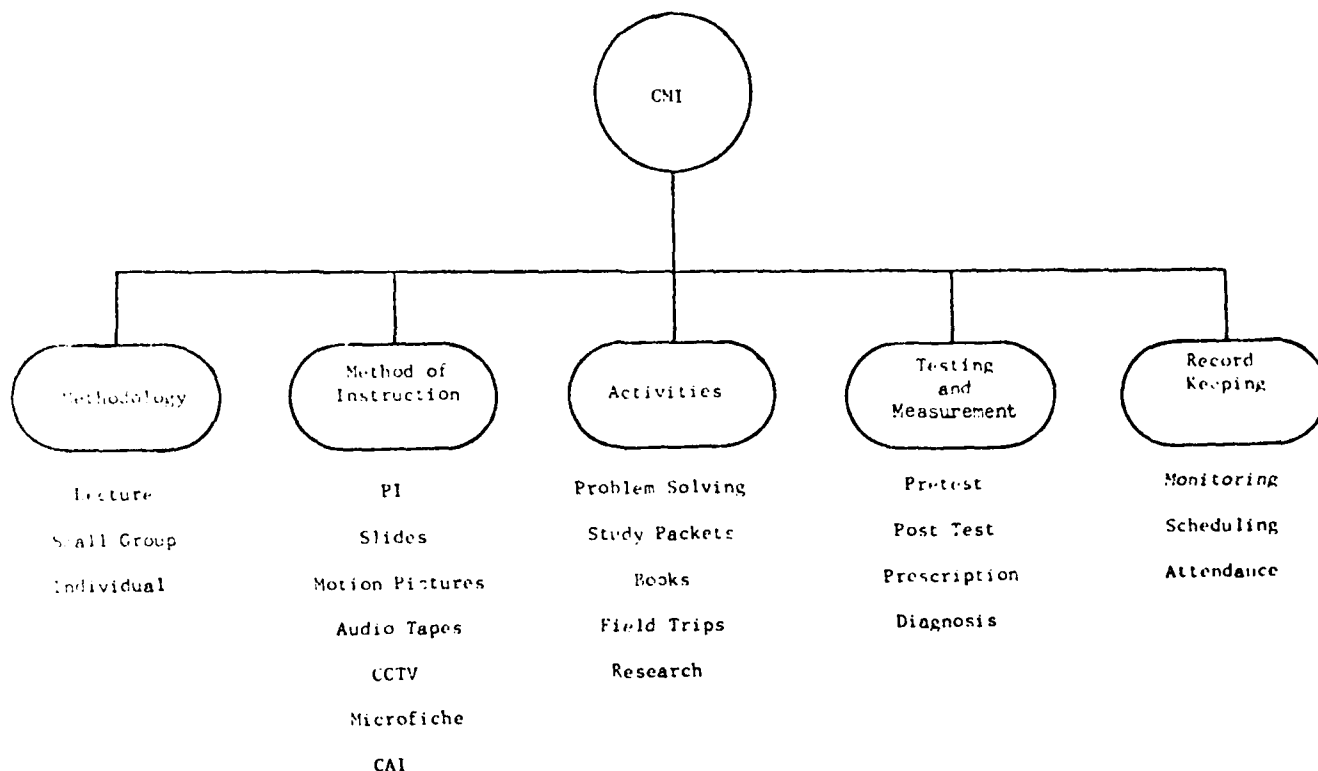 CMI
Methodology
Lecture
Small Group
Individual
Method of
Instruction
PI
Slides
Motion Pictures
Audio Tapes
CCTV
Microfiche
CAI
Activities
Problem Solving
Study Packets
Books
Field Trips
Research
Testing
and
Measurement
Pretest
Post Test
Prescription
Diagnosis
Record
Keeping
Monitoring
Scheduling
Attendance